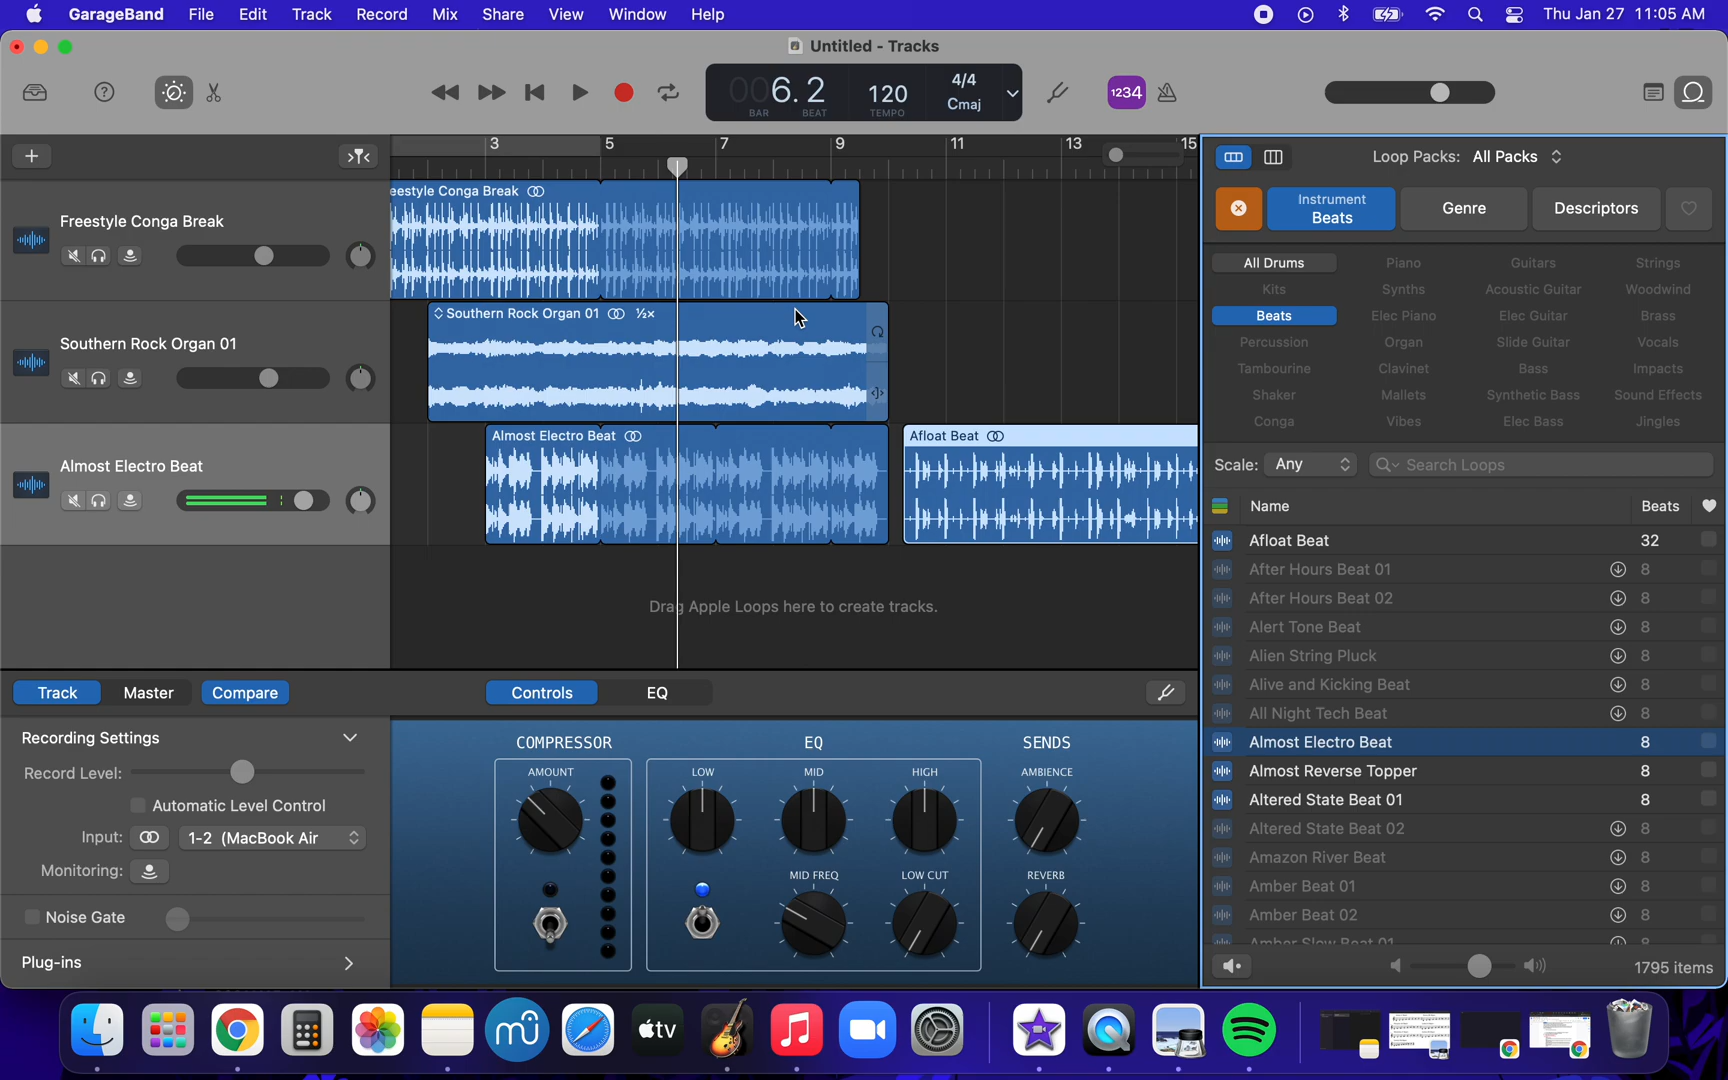 GarageBand File Edit Track Record Mix Share View Window Help Thu Jan 27 11:05 AM
Untitled - Tracks
006.2 120 4/4 Cmaj
BAR BEAT TEMPO
1234
3 5 7 9 11 13 15
Loop Packs: All Packs
Instrument
Beats Genre Descriptors
Freestyle Conga Break
eestyle Conga Break
Southern Rock Organ 01
Southern Rock Organ 01 ½×
Almost Electro Beat
Almost Electro Beat Afloat Beat
Drag Apple Loops here to create tracks.
All Drums Piano Guitars Strings
Kits Synths Acoustic Guitar Woodwind
Beats Elec Piano Elec Guitar Brass
Percussion Organ Slide Guitar Vocals
Tambourine Clavinet Bass Impacts
Shaker Mallets Synthetic Bass Sound Effects
Conga Vibes Elec Bass Jingles
Scale: Any Search Loops
Name Beats
Afloat Beat 32
After Hours Beat 01 8
After Hours Beat 02 8
Alert Tone Beat 8
Alien String Pluck 8
Alive and Kicking Beat 8
All Night Tech Beat 8
Almost Electro Beat 8
Almost Reverse Topper 8
Altered State Beat 01 8
Altered State Beat 02 8
Amazon River Beat 8
Amber Beat 01 8
Amber Beat 02 8
Amber Slow Beat 01 8
1795 items
Track Master Compare Controls EQ
Recording Settings
Record Level:
Automatic Level Control
Input: 1-2 (MacBook Air
Monitoring:
Noise Gate
Plug-ins
COMPRESSOR EQ SENDS
AMOUNT LOW MID HIGH AMBIENCE
MID FREQ LOW CUT REVERB
tv